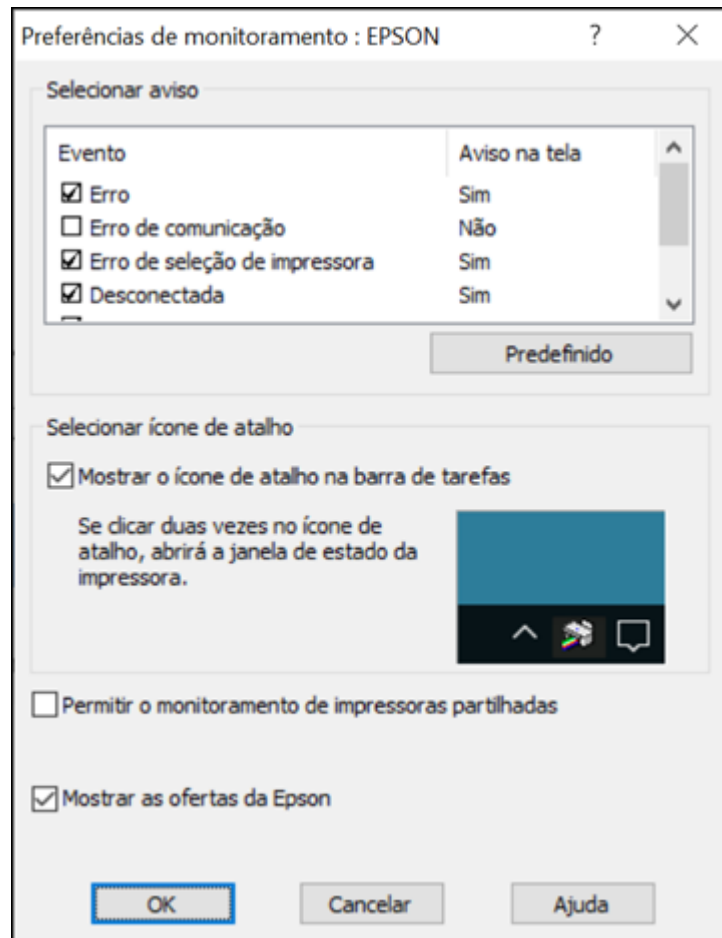 Preferências de monitoramento : EPSON ?
Selecionar aviso
Evento Aviso na tela
Erro Sim
Erro de comunicação Não
Erro de seleção de impressora Sim
Desconectada Sim
Predefinido
Selecionar ícone de atalho
Mostrar o ícone de atalho na barra de tarefas
Se clicar duas vezes no ícone de
atalho, abrirá a janela de estado da
impressora.
Permitir o monitoramento de impressoras partilhadas
Mostrar as ofertas da Epson
OK Cancelar Ajuda